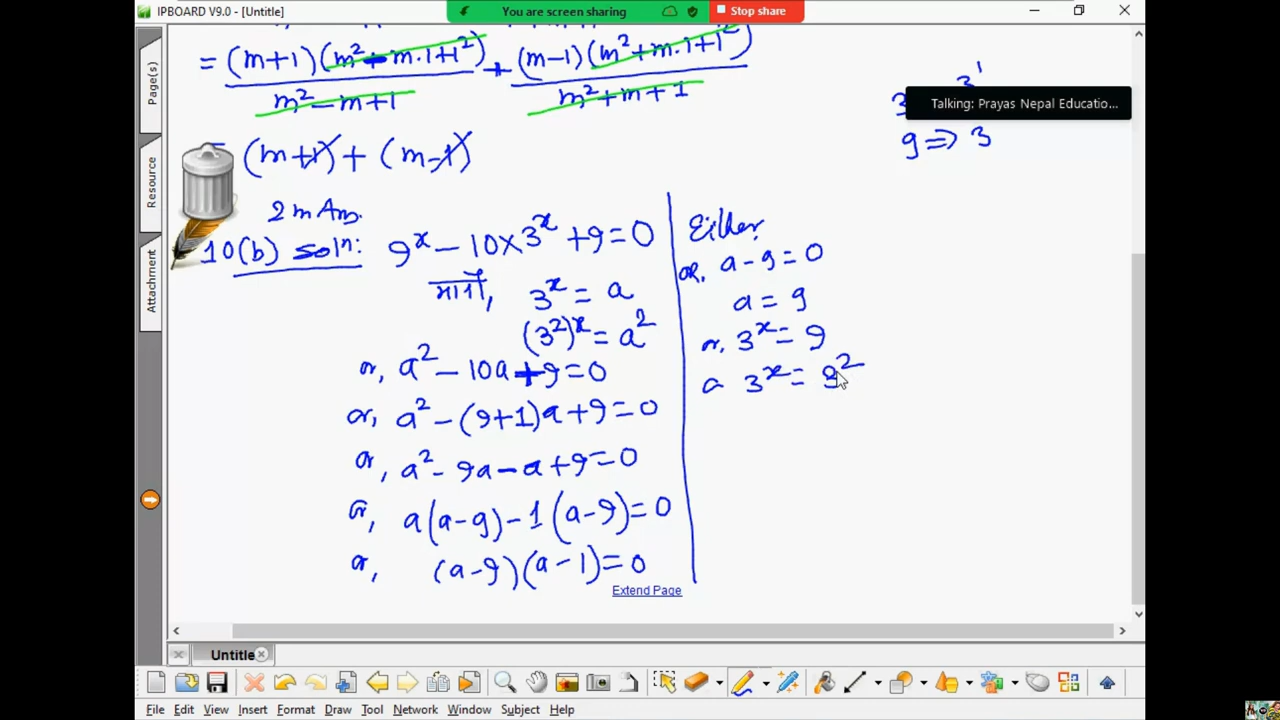 IPBOARD V9.0 - [Untitle]
You are screen sharing
Stop share
Page(s)
Resource
Attachment
= (m+1)(m²-m·1+1²) + (m-1)(m²+m·1+1²)
m²-m+1 m²+m+1
3¹
Talking: Prayas Nepal Educatio...
9 ⇒ 3
= (m+1) + (m-1)
2m Ans.
10(b) soln: 9ˣ - 10×3ˣ + 9 = 0
मानौं, 3ˣ = a
(3²)ˣ = a²
or, a² - 10a + 9 = 0
or, a² - (9+1)a + 9 = 0
or, a² - 9a - a + 9 = 0
or, a(a-9) - 1(a-9) = 0
or, (a-9)(a-1) = 0
Either,
or, a - 9 = 0
a = 9
or, 3ˣ = 9
or 3ˣ = 3²
Extend Page
Untitle
File Edit View Insert Format Draw Tool Network Window Subject Help